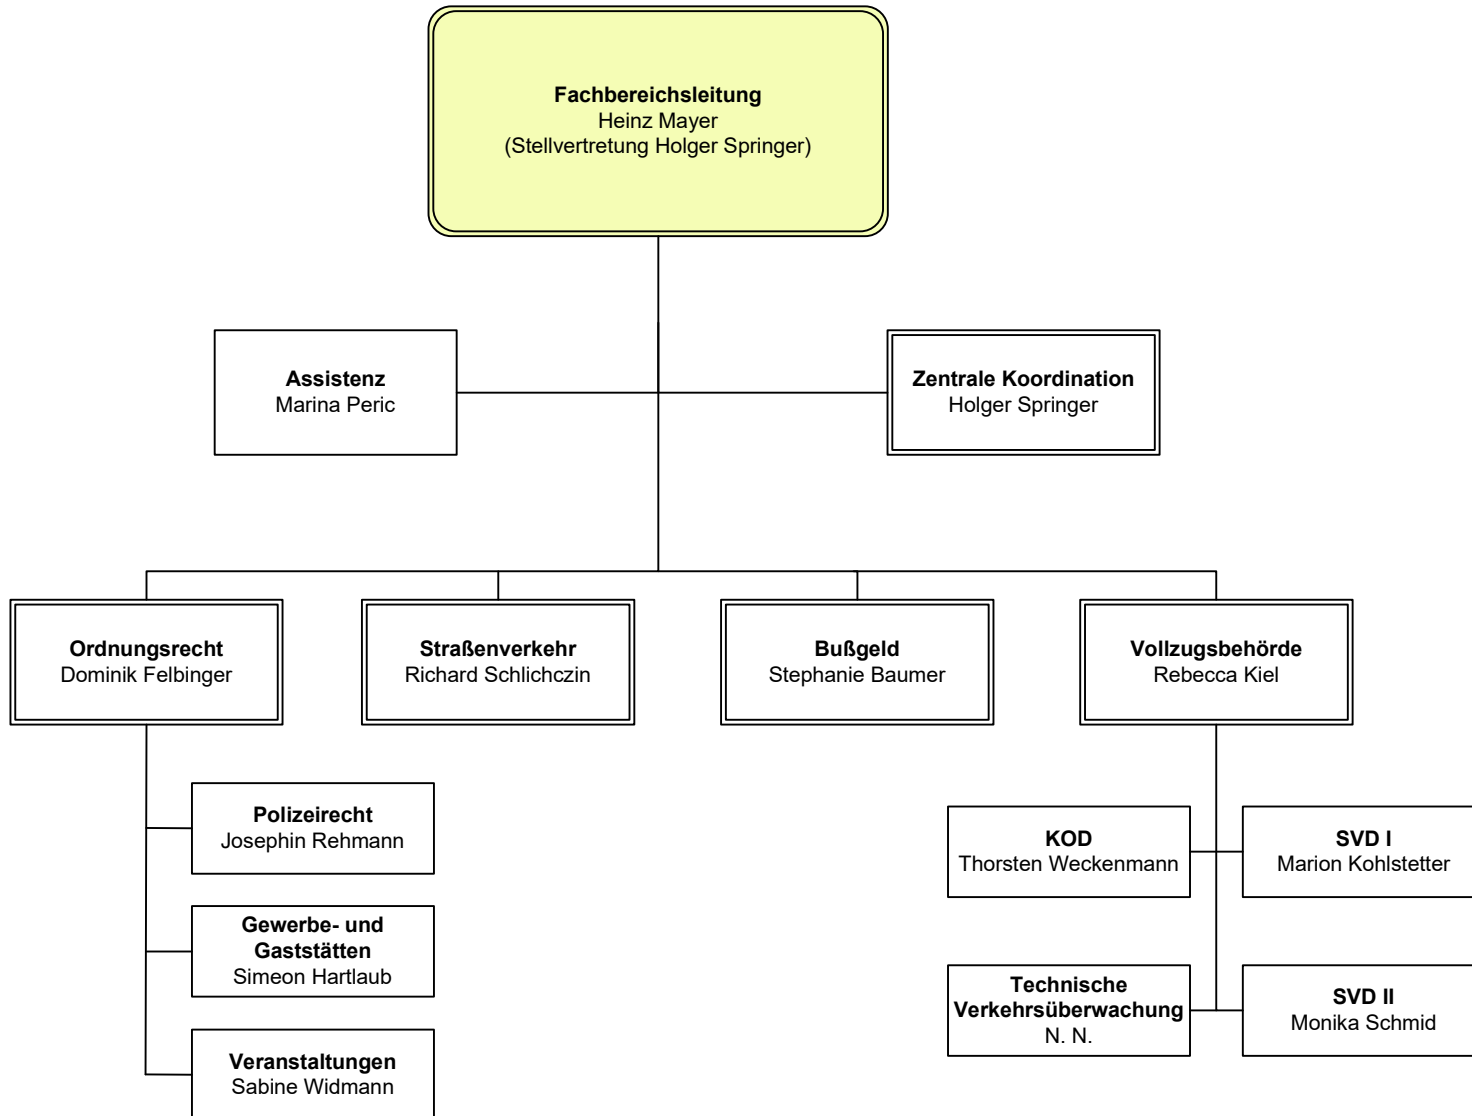 Fachbereichsleitung
Heinz Mayer
(Stellvertretung Holger Springer)
Assistenz
Marina Peric
Zentrale Koordination
Holger Springer
Ordnungsrecht
Dominik Felbinger
Straßenverkehr
Richard Schlichczin
Bußgeld
Stephanie Baumer
Vollzugsbehörde
Rebecca Kiel
Polizeirecht
Josephin Rehmann
Gewerbe- und
Gaststätten
Simeon Hartlaub
Veranstaltungen
Sabine Widmann
KOD
Thorsten Weckenmann
SVD I
Marion Kohlstetter
Technische
Verkehrsüberwachung
N. N.
SVD II
Monika Schmid